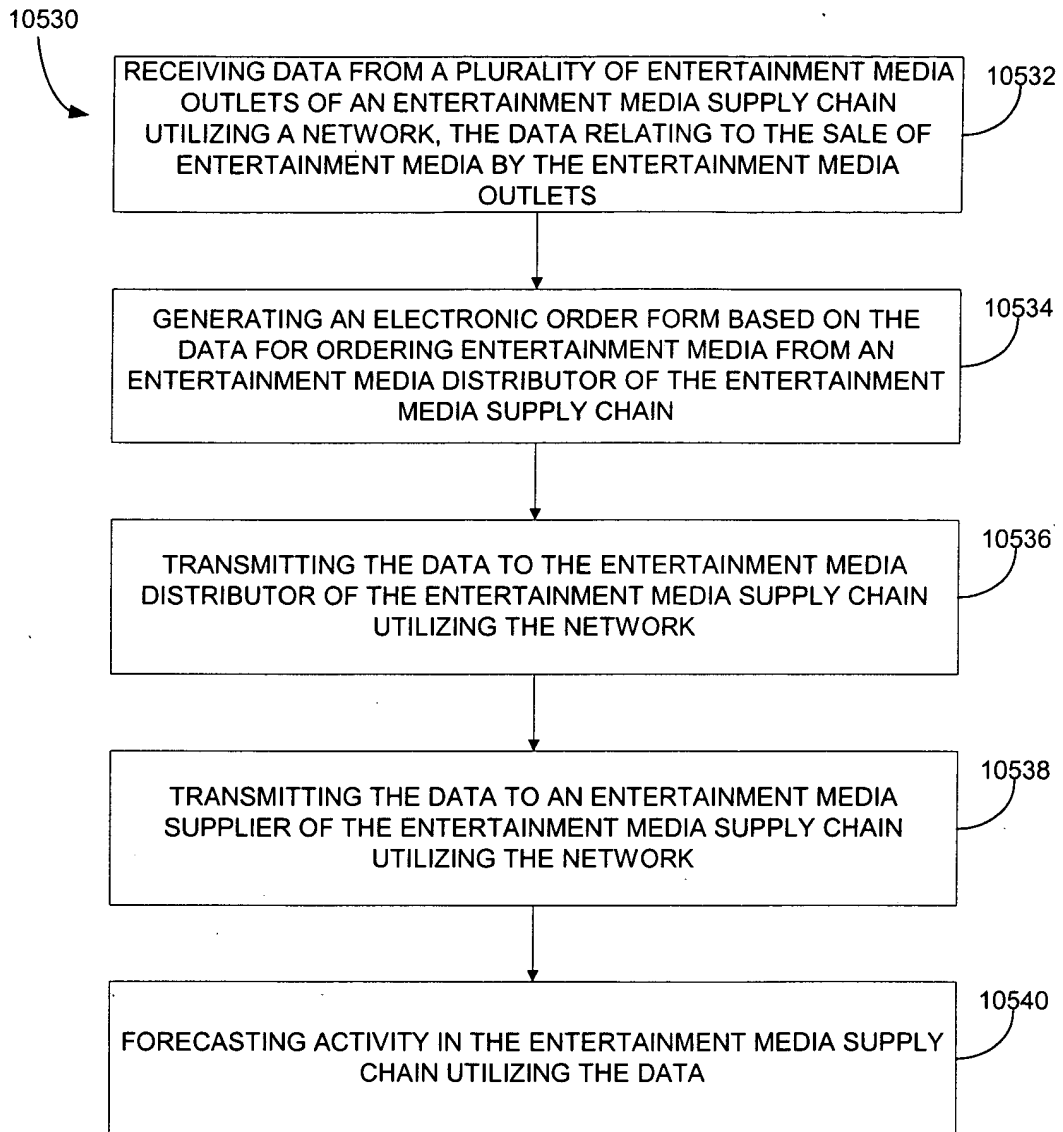 10530
RECEIVING DATA FROM A PLURALITY OF ENTERTAINMENT MEDIA
OUTLETS OF AN ENTERTAINMENT MEDIA SUPPLY CHAIN
UTILIZING A NETWORK, THE DATA RELATING TO THE SALE OF
ENTERTAINMENT MEDIA BY THE ENTERTAINMENT MEDIA
OUTLETS
10532
GENERATING AN ELECTRONIC ORDER FORM BASED ON THE
DATA FOR ORDERING ENTERTAINMENT MEDIA FROM AN
ENTERTAINMENT MEDIA DISTRIBUTOR OF THE ENTERTAINMENT
MEDIA SUPPLY CHAIN
10534
TRANSMITTING THE DATA TO THE ENTERTAINMENT MEDIA
DISTRIBUTOR OF THE ENTERTAINMENT MEDIA SUPPLY CHAIN
UTILIZING THE NETWORK
10536
TRANSMITTING THE DATA TO AN ENTERTAINMENT MEDIA
SUPPLIER OF THE ENTERTAINMENT MEDIA SUPPLY CHAIN
UTILIZING THE NETWORK
10538
FORECASTING ACTIVITY IN THE ENTERTAINMENT MEDIA SUPPLY
CHAIN UTILIZING THE DATA
10540